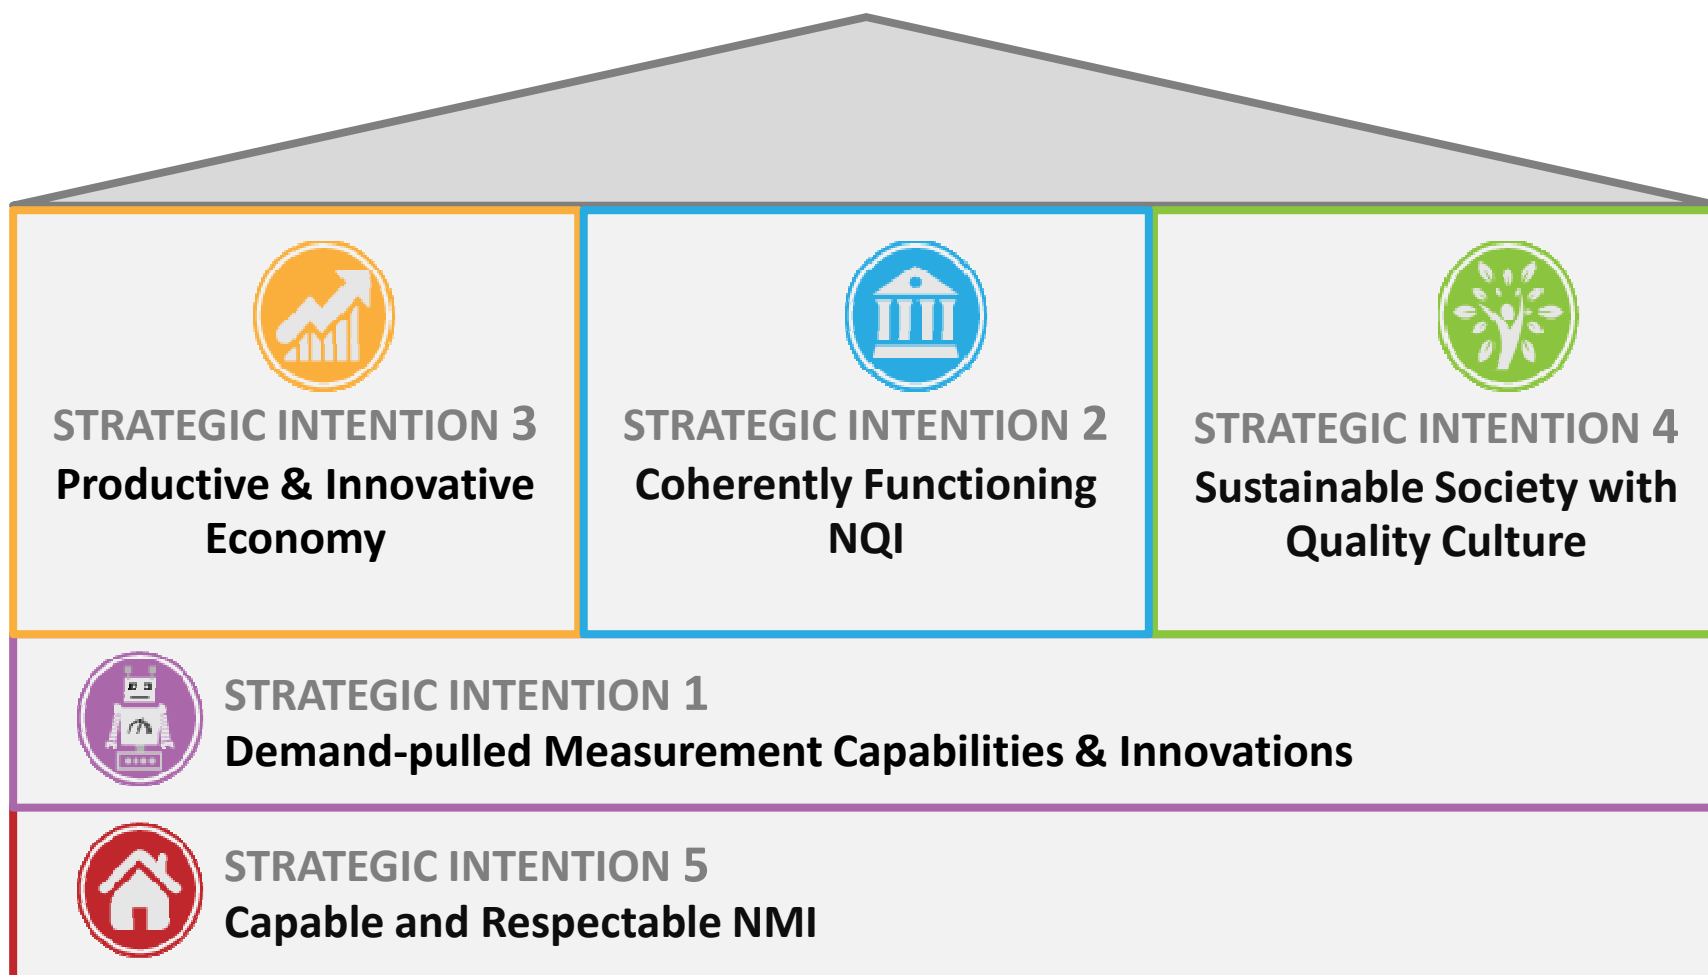 STRATEGIC INTENTION 3
Productive & Innovative
Economy
STRATEGIC INTENTION 2
Coherently Functioning
NQI
STRATEGIC INTENTION 4
Sustainable Society with
Quality Culture
STRATEGIC INTENTION 1
Demand-pulled Measurement Capabilities & Innovations
STRATEGIC INTENTION 5
Capable and Respectable NMI